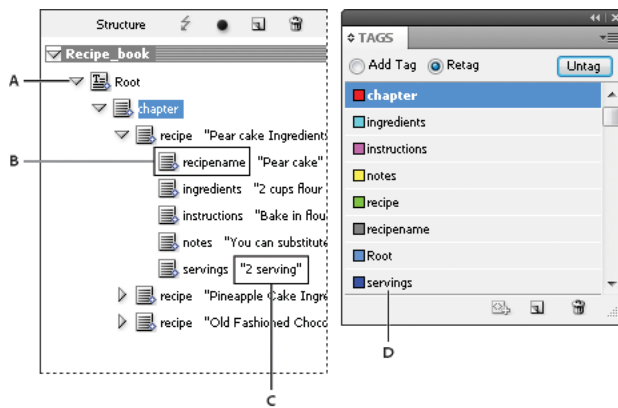 Structure
Recipe_book
A
Root
chapter
recipe "Pear cake Ingredients
B
recipename "Pear cake"
ingredients "2 cups flour
instructions "Bake in flou
notes "You can substitute
servings "2 serving"
recipe "Pineapple Cake Ingre
recipe "Old Fashioned Choco
C
TAGS
Add Tag Retag Untag
chapter
ingredients
instructions
notes
recipe
recipename
Root
servings
D